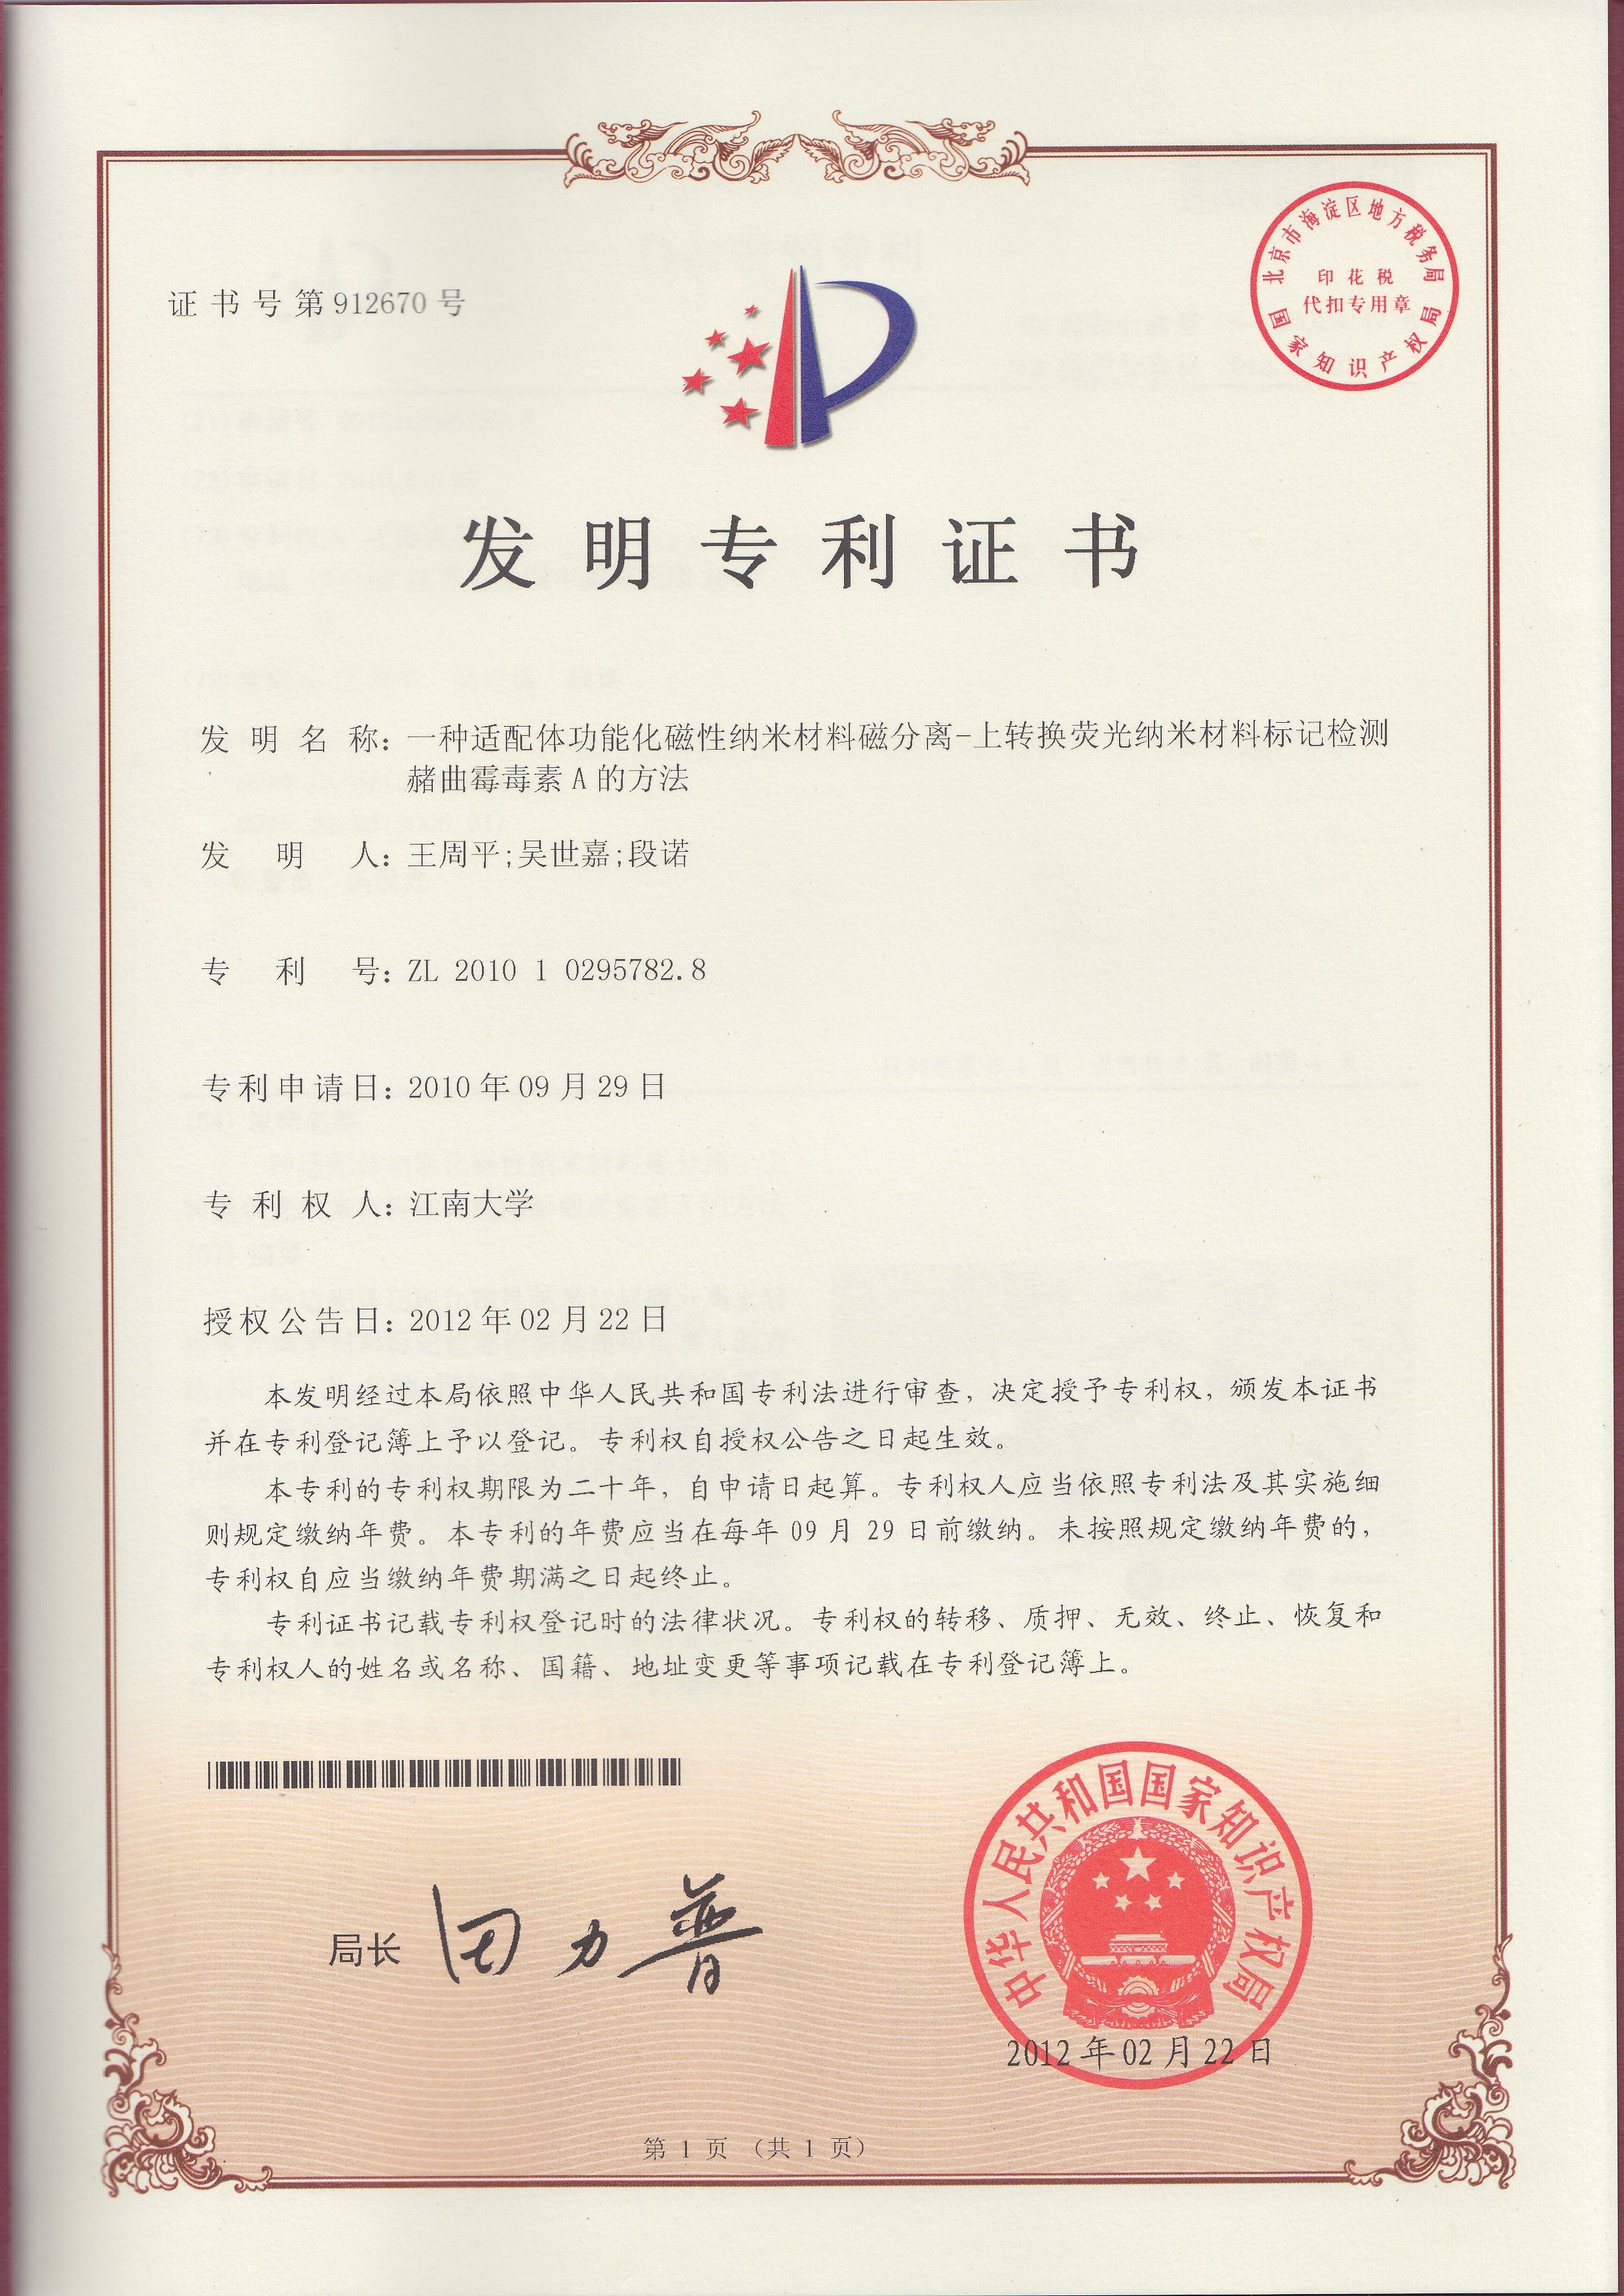 证书号第912670号
北京市海淀区地方税务局
印花税
代扣专用章
国家知识产权局
发明专利证书
发明名称：一种适配体功能化磁性纳米材料磁分离-上转换荧光纳米材料标记检测
赭曲霉毒素A的方法
发明人：王周平;吴世嘉;段诺
专利号：ZL 2010 1 0295782.8
专利申请日：2010年09月29日
专利权人：江南大学
授权公告日：2012年02月22日
本发明经过本局依照中华人民共和国专利法进行审查，决定授予专利权，颁发本证书
并在专利登记簿上予以登记。专利权自授权公告之日起生效。
本专利的专利权期限为二十年，自申请日起算。专利权人应当依照专利法及其实施细
则规定缴纳年费。本专利的年费应当在每年 09 月 29 日前缴纳。未按照规定缴纳年费的，
专利权自应当缴纳年费期满之日起终止。
专利证书记载专利权登记时的法律状况。专利权的转移、质押、无效、终止、恢复和
专利权人的姓名或名称、国籍、地址变更等事项记载在专利登记簿上。
局长 田力普
中华人民共和国国家知识产权局
2012年02月22日
第 1 页 （共 1 页）